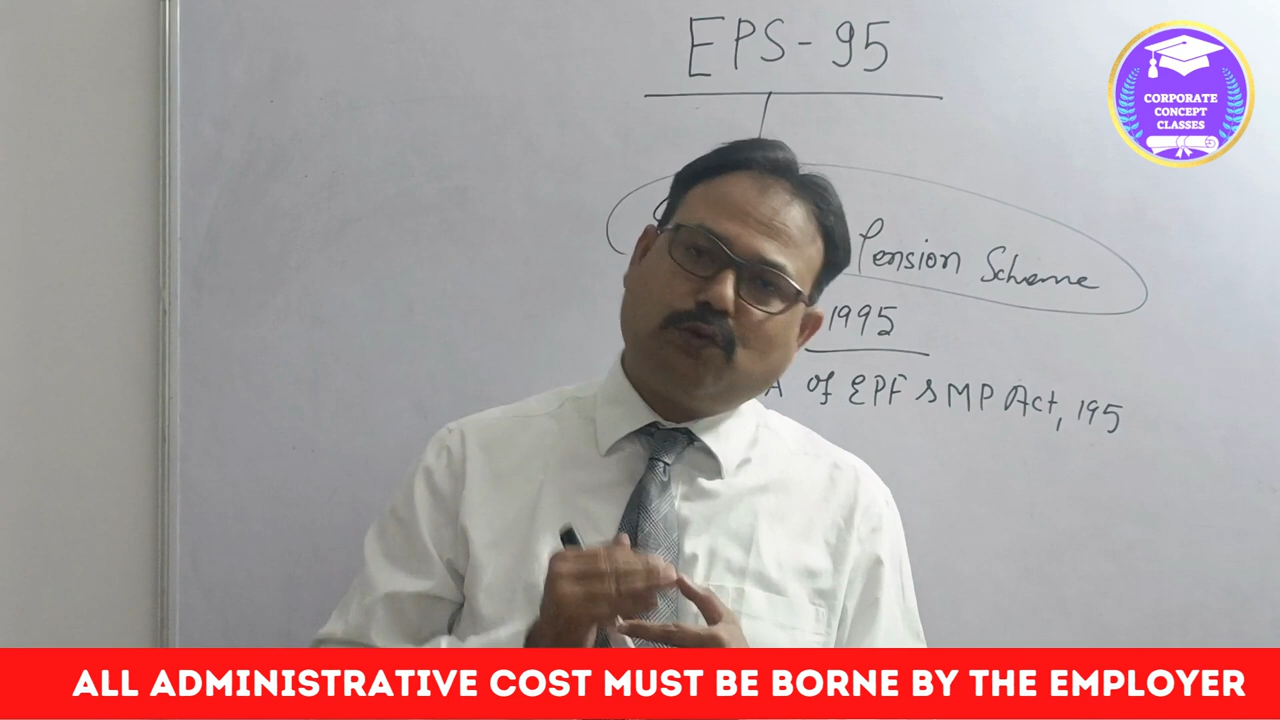 EPS-95
CORPORATE
CONCEPT
CLASSES
Pension Scheme
1995
A of EPF & MP Act, 195
ALL ADMINISTRATIVE COST MUST BE BORNE BY THE EMPLOYER